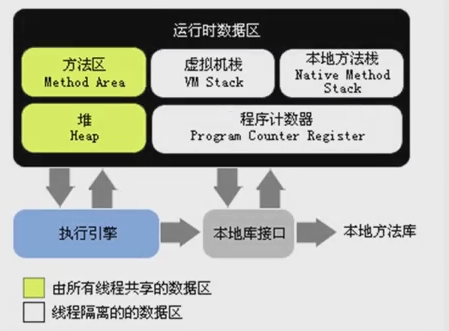 运行时数据区
方法区
Method Area
虚拟机栈
VM Stack
本地方法栈
Native Method
Stack
堆
Heap
程序计数器
Program Counter Register
执行引擎
本地库接口
本地方法库
由所有线程共享的数据区
线程隔离的的数据区